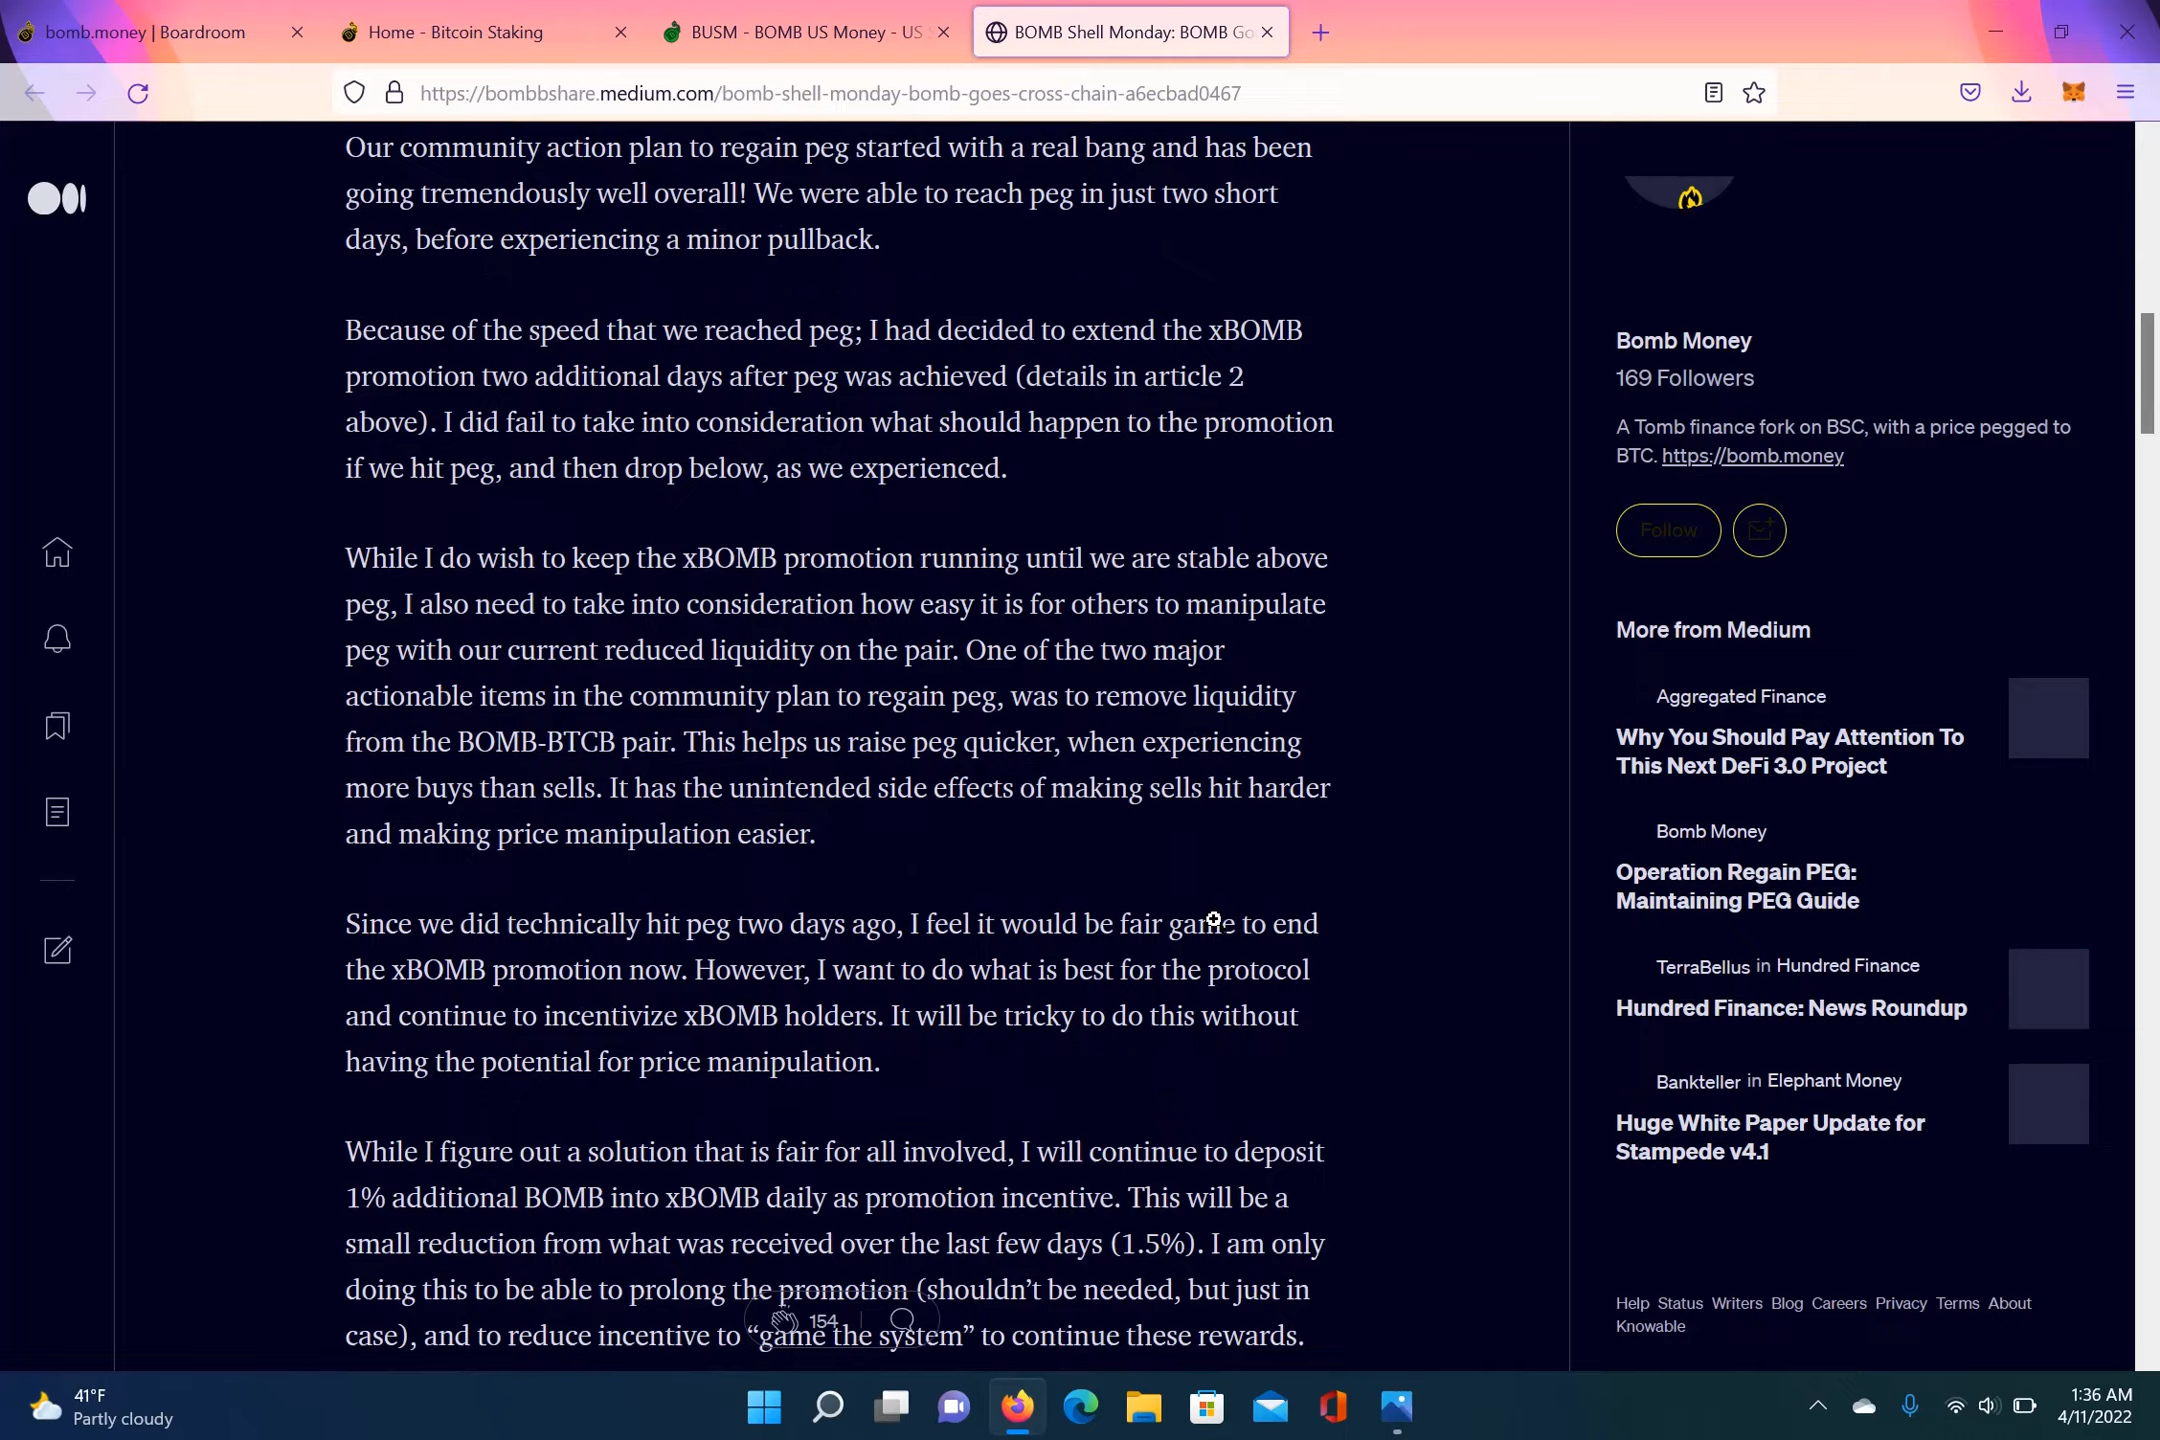 bomb.money | Boardroom
Home - Bitcoin Staking
BUSM - BOMB US Money - US S
BOMB Shell Monday: BOMB Go
https://bombbshare.medium.com/bomb-shell-monday-bomb-goes-cross-chain-a6ecbad0467
Our community action plan to regain peg started with a real bang and has been
going tremendously well overall! We were able to reach peg in just two short
days, before experiencing a minor pullback.
Because of the speed that we reached peg; I had decided to extend the xBOMB
promotion two additional days after peg was achieved (details in article 2
above). I did fail to take into consideration what should happen to the promotion
if we hit peg, and then drop below, as we experienced.
While I do wish to keep the xBOMB promotion running until we are stable above
peg, I also need to take into consideration how easy it is for others to manipulate
peg with our current reduced liquidity on the pair. One of the two major
actionable items in the community plan to regain peg, was to remove liquidity
from the BOMB-BTCB pair. This helps us raise peg quicker, when experiencing
more buys than sells. It has the unintended side effects of making sells hit harder
and making price manipulation easier.
Since we did technically hit peg two days ago, I feel it would be fair game to end
the xBOMB promotion now. However, I want to do what is best for the protocol
and continue to incentivize xBOMB holders. It will be tricky to do this without
having the potential for price manipulation.
While I figure out a solution that is fair for all involved, I will continue to deposit
1% additional BOMB into xBOMB daily as promotion incentive. This will be a
small reduction from what was received over the last few days (1.5%). I am only
doing this to be able to prolong the promotion (shouldn't be needed, but just in
case), and to reduce incentive to “game the system” to continue these rewards.
154
Bomb Money
169 Followers
A Tomb finance fork on BSC, with a price pegged to
BTC. https://bomb.money
Follow
More from Medium
Aggregated Finance
Why You Should Pay Attention To
This Next DeFi 3.0 Project
Bomb Money
Operation Regain PEG:
Maintaining PEG Guide
TerraBellus in Hundred Finance
Hundred Finance: News Roundup
Bankteller in Elephant Money
Huge White Paper Update for
Stampede v4.1
Help Status Writers Blog Careers Privacy Terms About
Knowable
41°F
Partly cloudy
1:36 AM
4/11/2022